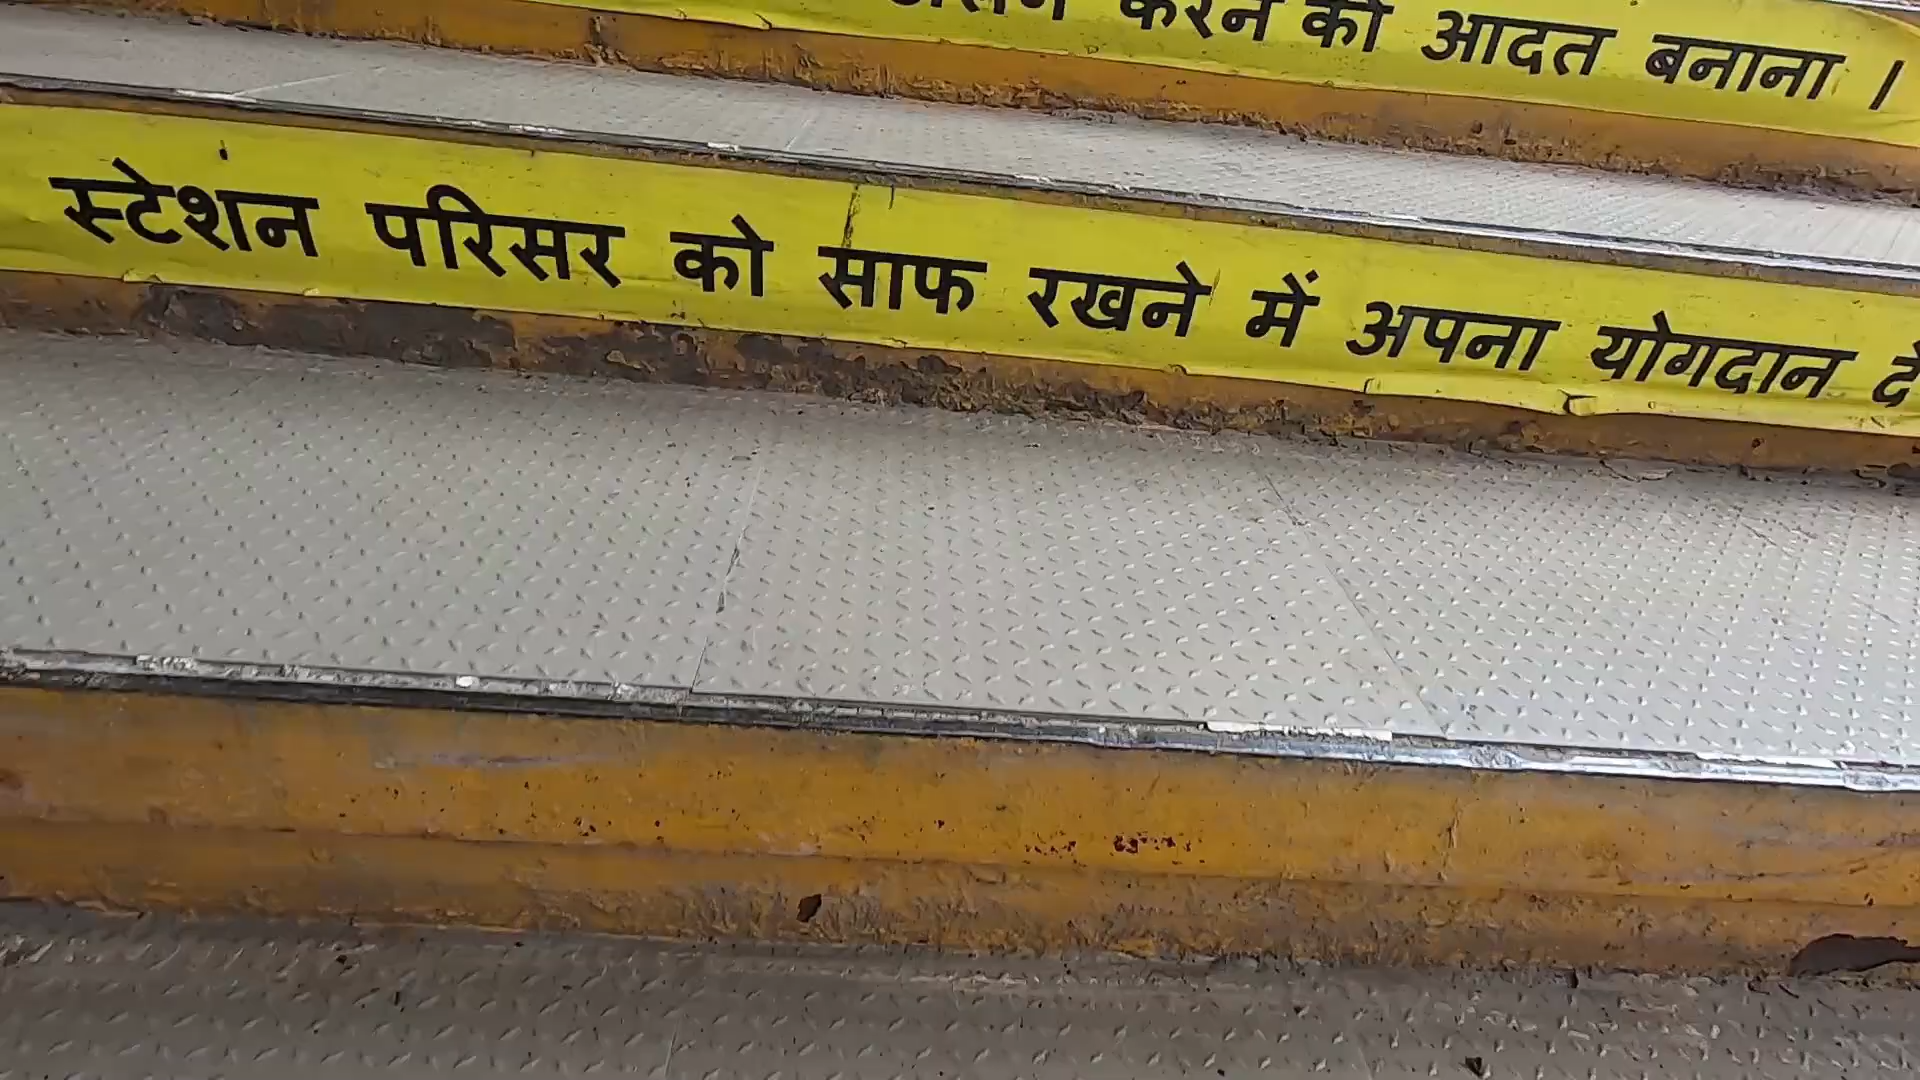 करने की आदत बनाना ।
स्टेशन परिसर को साफ रखने में अपना योगदान